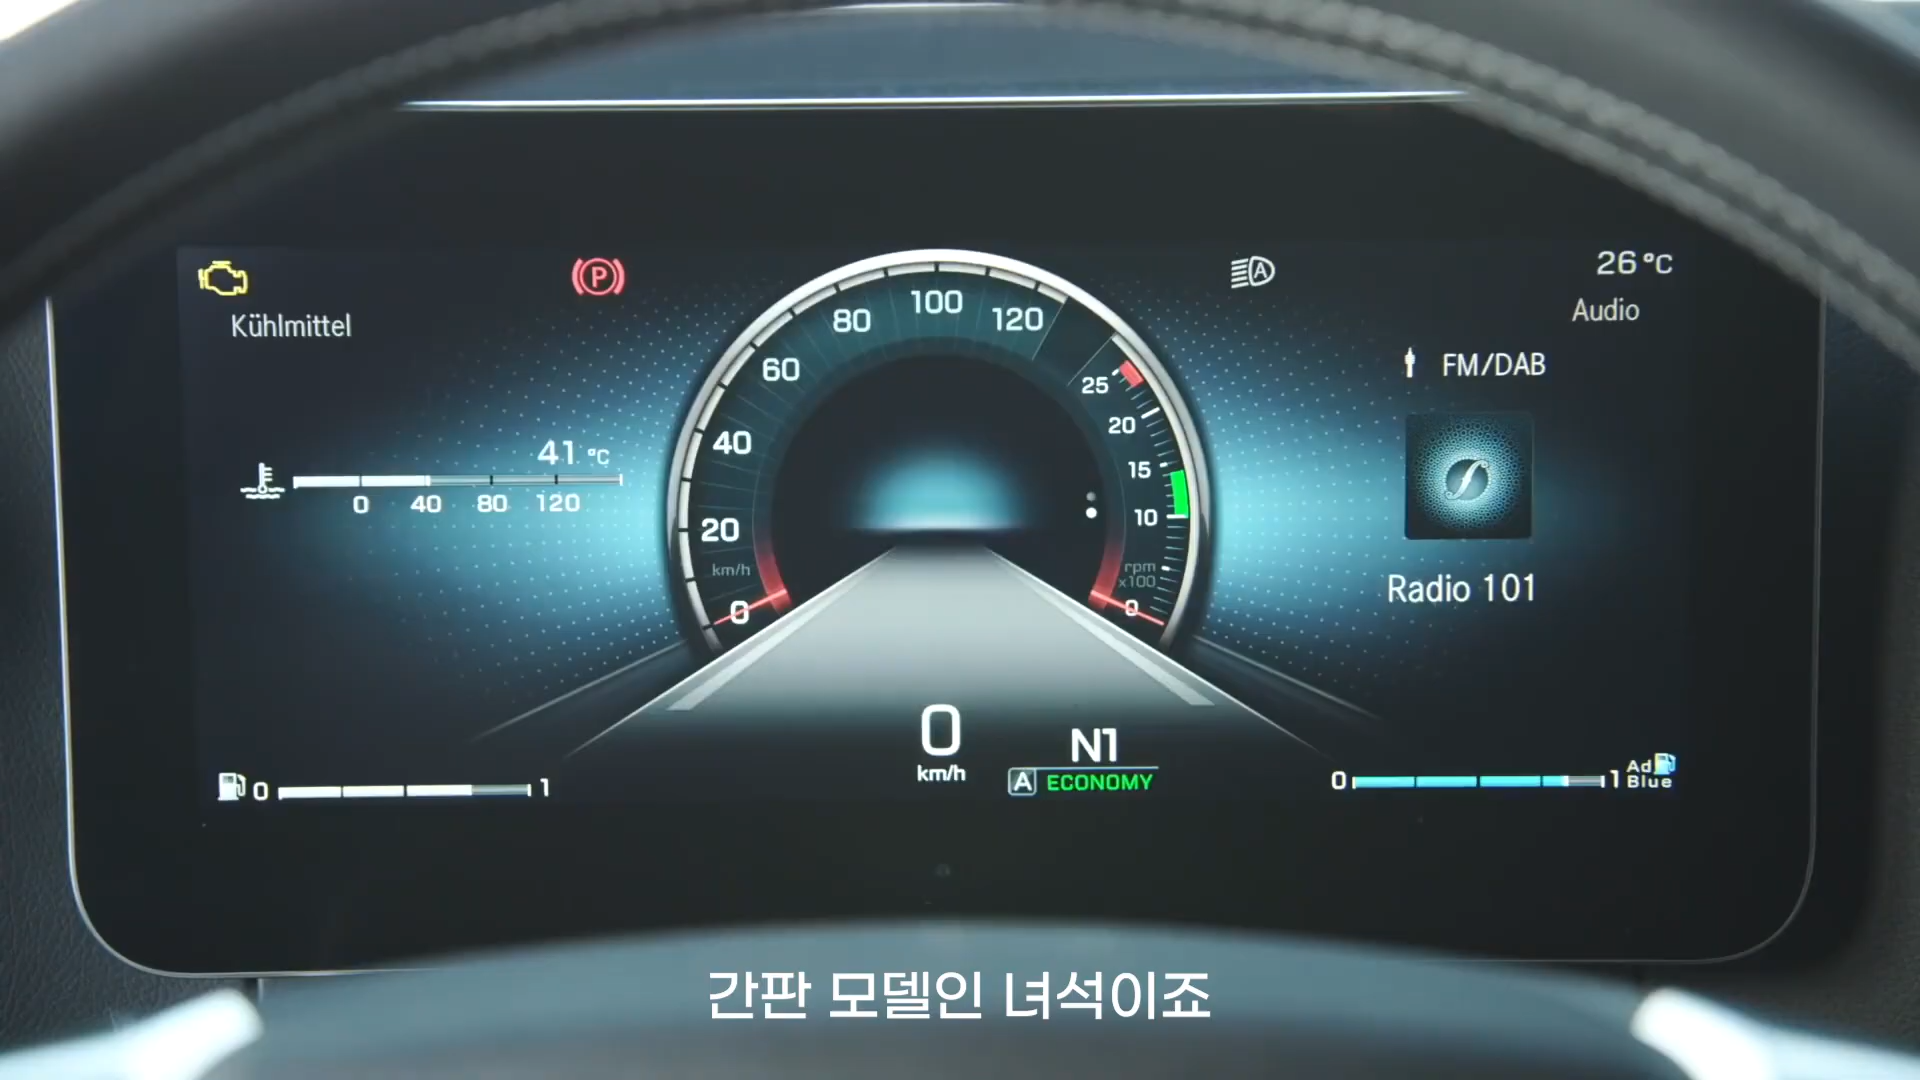 26 °C
Kühlmittel
Audio
FM/DAB
41 °C
0 40 80 120
0 20 40 60 80 100 120
km/h
25
20
15
10
rpm
x100
0
Radio 101
0
km/h
N1
A ECONOMY
0 1
0 1
Ad
Blue
간판 모델인 녀석이죠